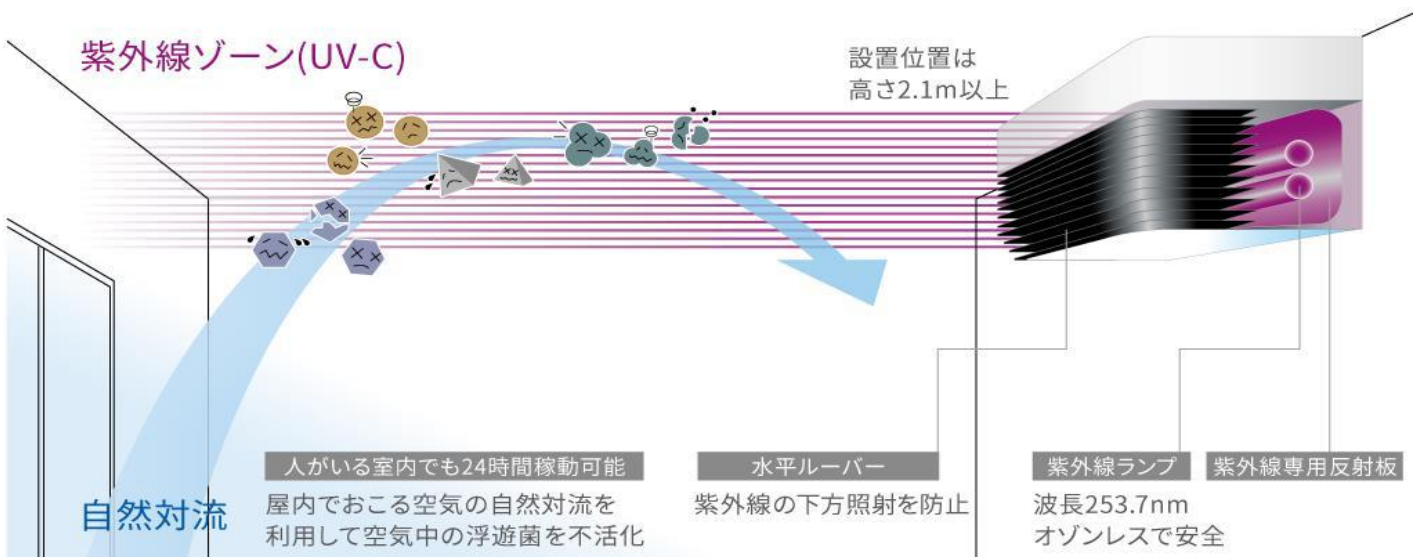 紫外線ゾーン(UV-C)
設置位置は
高さ2.1m以上
人がいる室内でも24時間稼動可能
水平ルーバー
紫外線ランプ
紫外線専用反射板
自然対流
屋内でおこる空気の自然対流を
利用して空気中の浮遊菌を不活化
紫外線の下方照射を防止
波長253.7nm
オゾンレスで安全